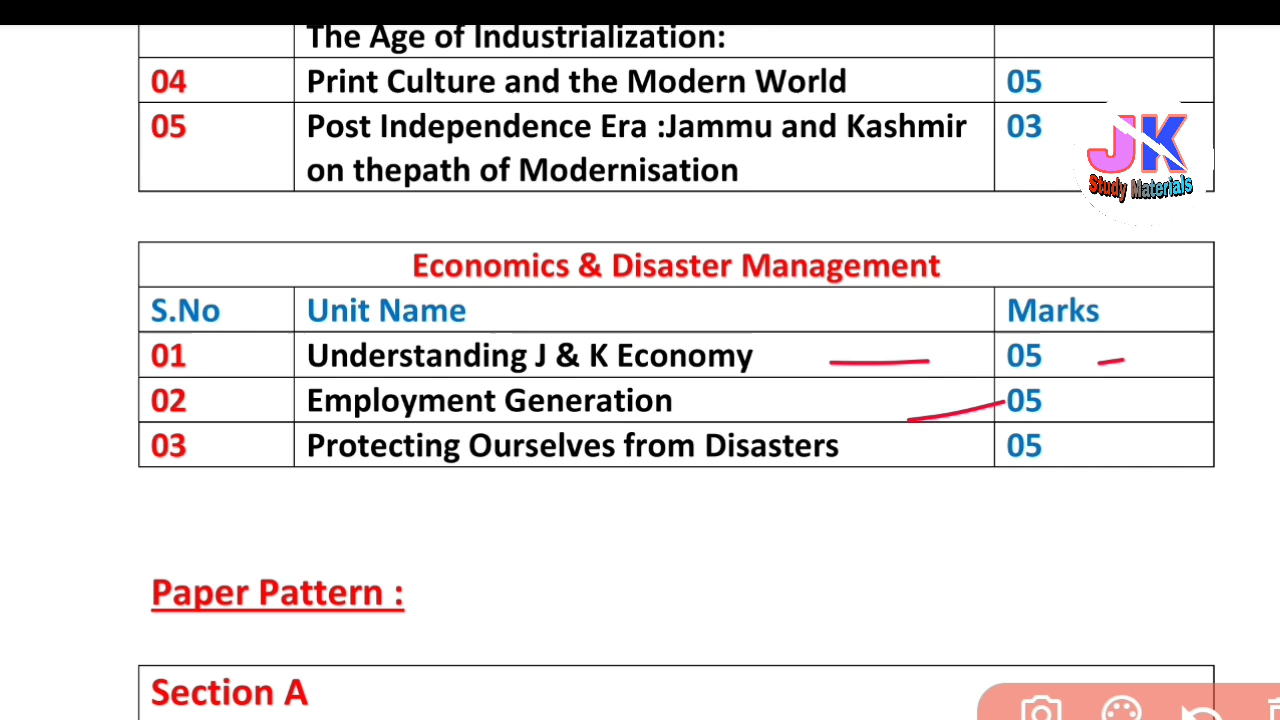 The Age of Industrialization:
04 Print Culture and the Modern World 05
05 Post Independence Era :Jammu and Kashmir 03
on thepath of Modernisation
JK
Study Materials
Economics & Disaster Management
S.No Unit Name Marks
01 Understanding J & K Economy 05
02 Employment Generation 05
03 Protecting Ourselves from Disasters 05
Paper Pattern :
Section A